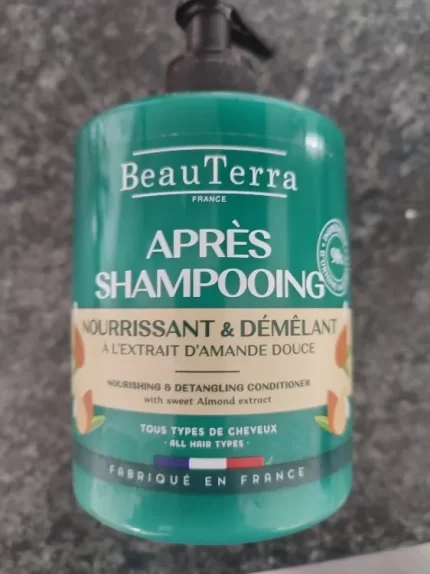 BeauTerra
FRANCE
APRÈS
SHAMPOOING
NOURRISSANT & DÉMÊLANT
À L'EXTRAIT D'AMANDE DOUCE
NOURISHING & DETANGLING CONDITIONER
with sweet Almond extract
TOUS TYPES DE CHEVEUX
· ALL HAIR TYPES ·
FABRIQUÉ EN FRANCE